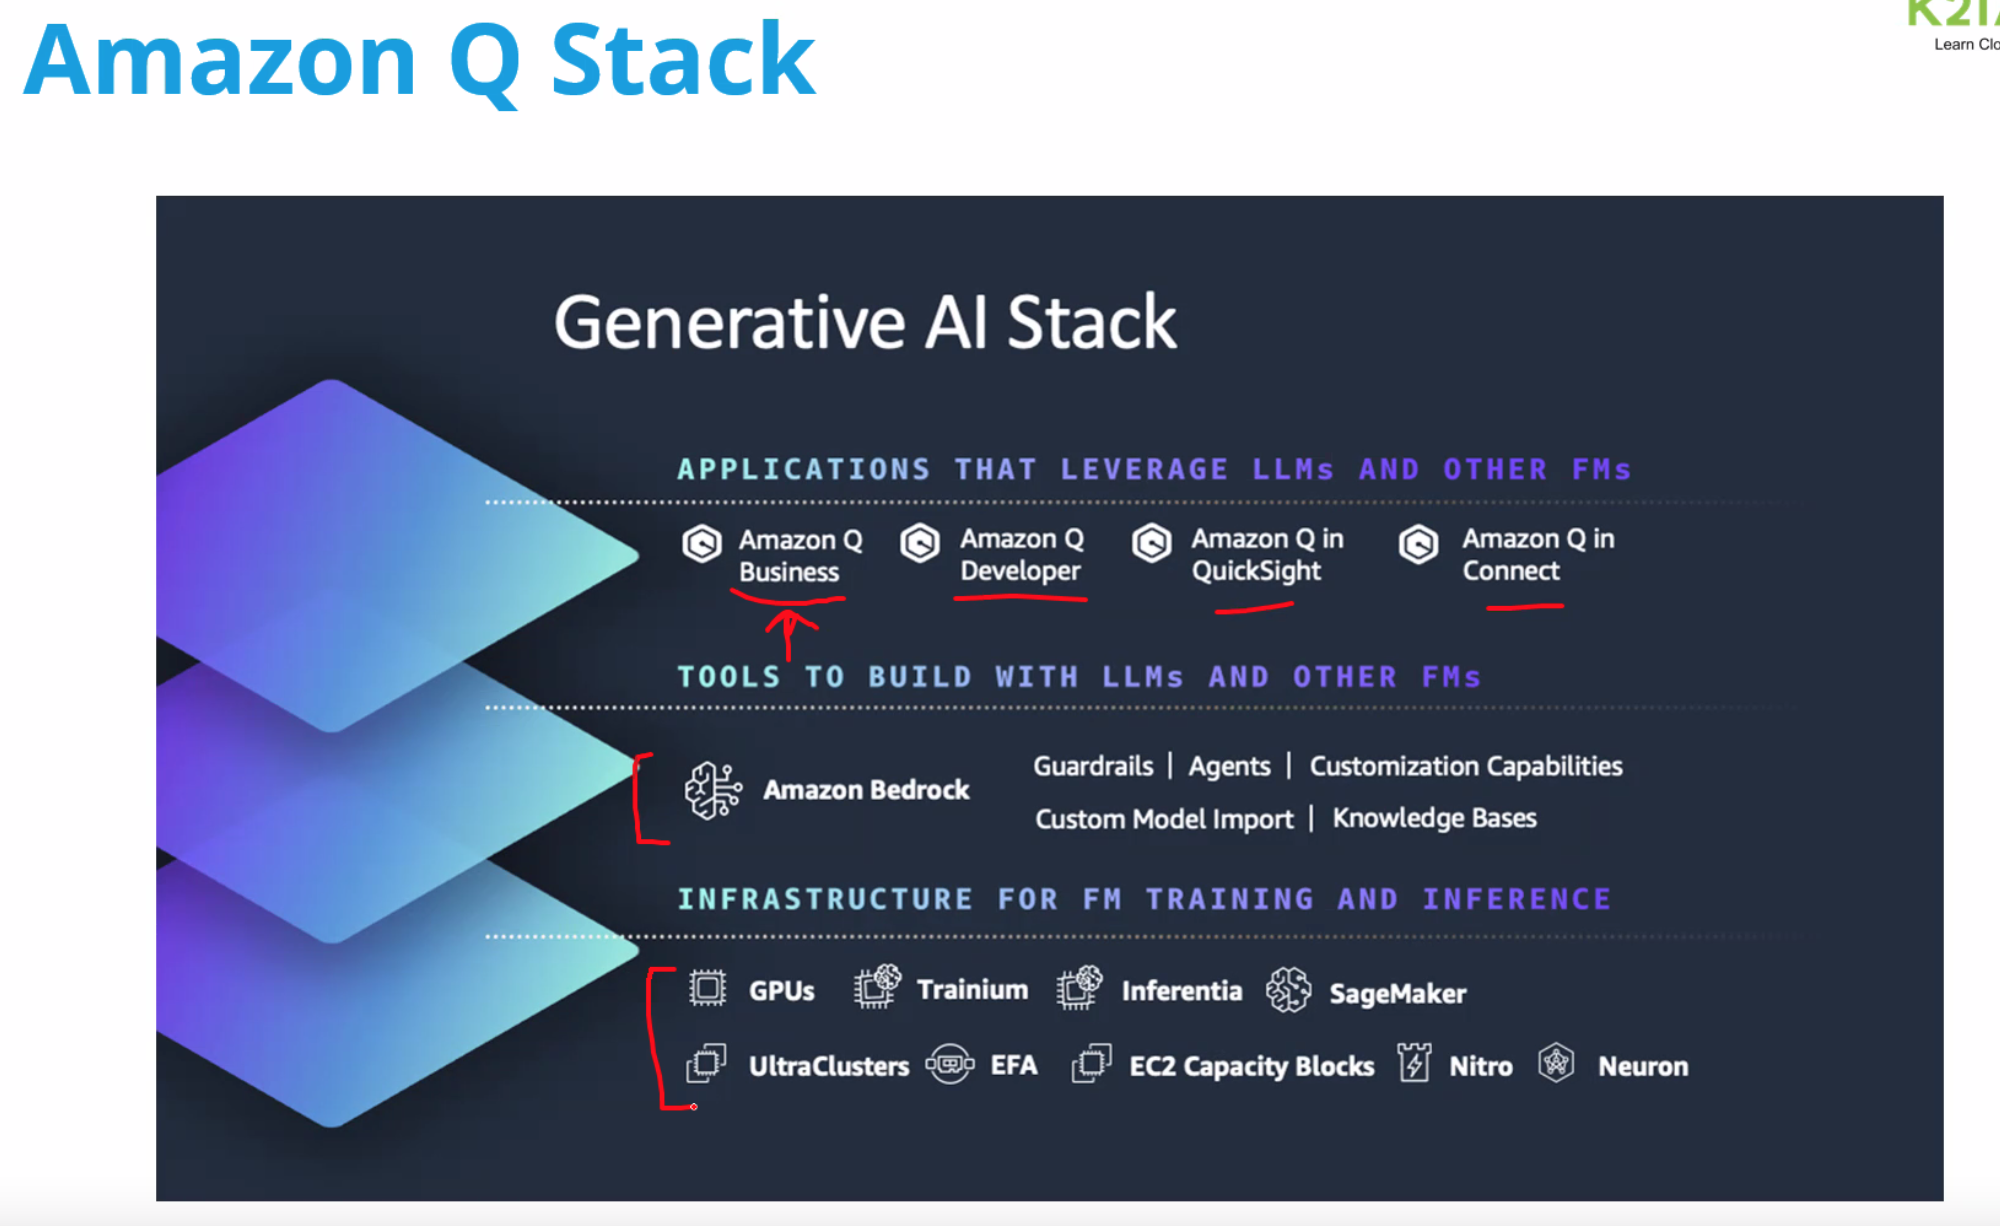 Amazon Q Stack
Learn Clo
Generative AI Stack
APPLICATIONS THAT LEVERAGE LLMs AND OTHER FMs
Amazon Q Business
Amazon Q Developer
Amazon Q in QuickSight
Amazon Q in Connect
TOOLS TO BUILD WITH LLMs AND OTHER FMs
Amazon Bedrock
Guardrails | Agents | Customization Capabilities
Custom Model Import | Knowledge Bases
INFRASTRUCTURE FOR FM TRAINING AND INFERENCE
GPUs Trainium Inferentia SageMaker
UltraClusters EFA EC2 Capacity Blocks Nitro Neuron